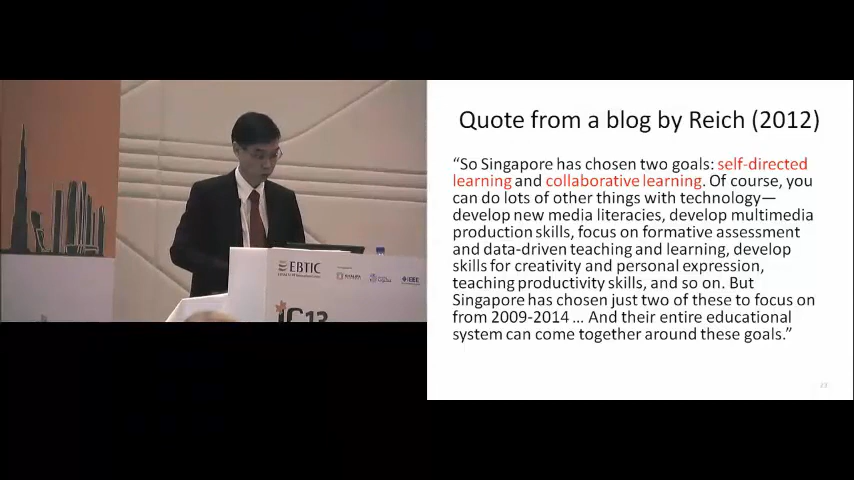 Quote from a blog by Reich (2012)
“So Singapore has chosen two goals: self-directed
learning and collaborative learning. Of course, you
can do lots of other things with technology—
develop new media literacies, develop multimedia
production skills, focus on formative assessment
and data-driven teaching and learning, develop
skills for creativity and personal expression,
teaching productivity skills, and so on. But
Singapore has chosen just two of these to focus on
from 2009-2014 ... And their entire educational
system can come together around these goals.”
23
EBTIC
IEEE
iC13